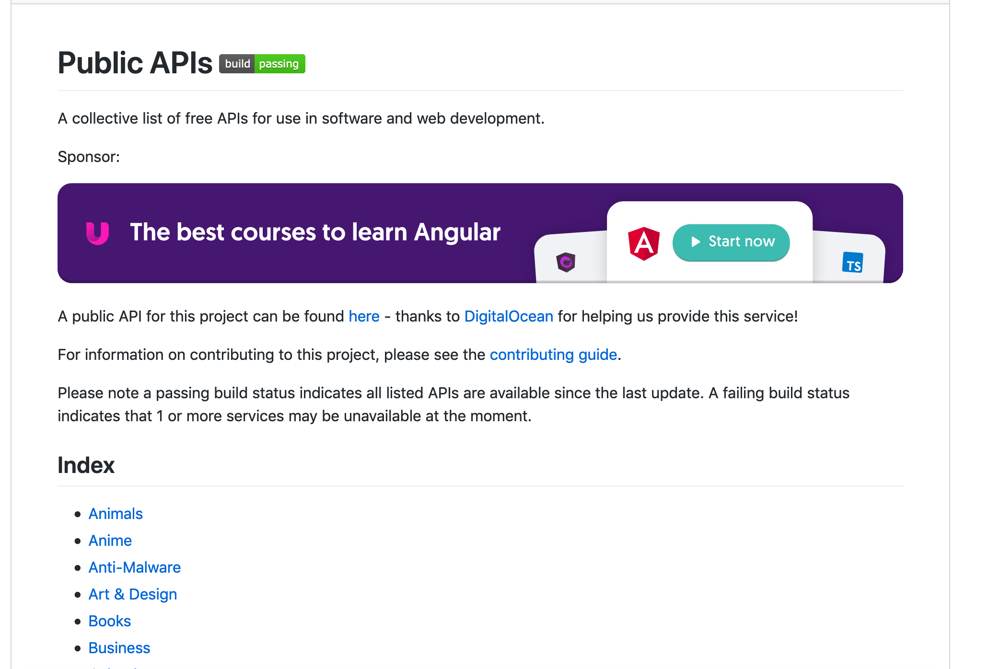 Public APIs build passing
A collective list of free APIs for use in software and web development.
Sponsor:
The best courses to learn Angular
Start now
TS
A public API for this project can be found here - thanks to DigitalOcean for helping us provide this service!
For information on contributing to this project, please see the contributing guide.
Please note a passing build status indicates all listed APIs are available since the last update. A failing build status
indicates that 1 or more services may be unavailable at the moment.
Index
Animals
Anime
Anti-Malware
Art & Design
Books
Business